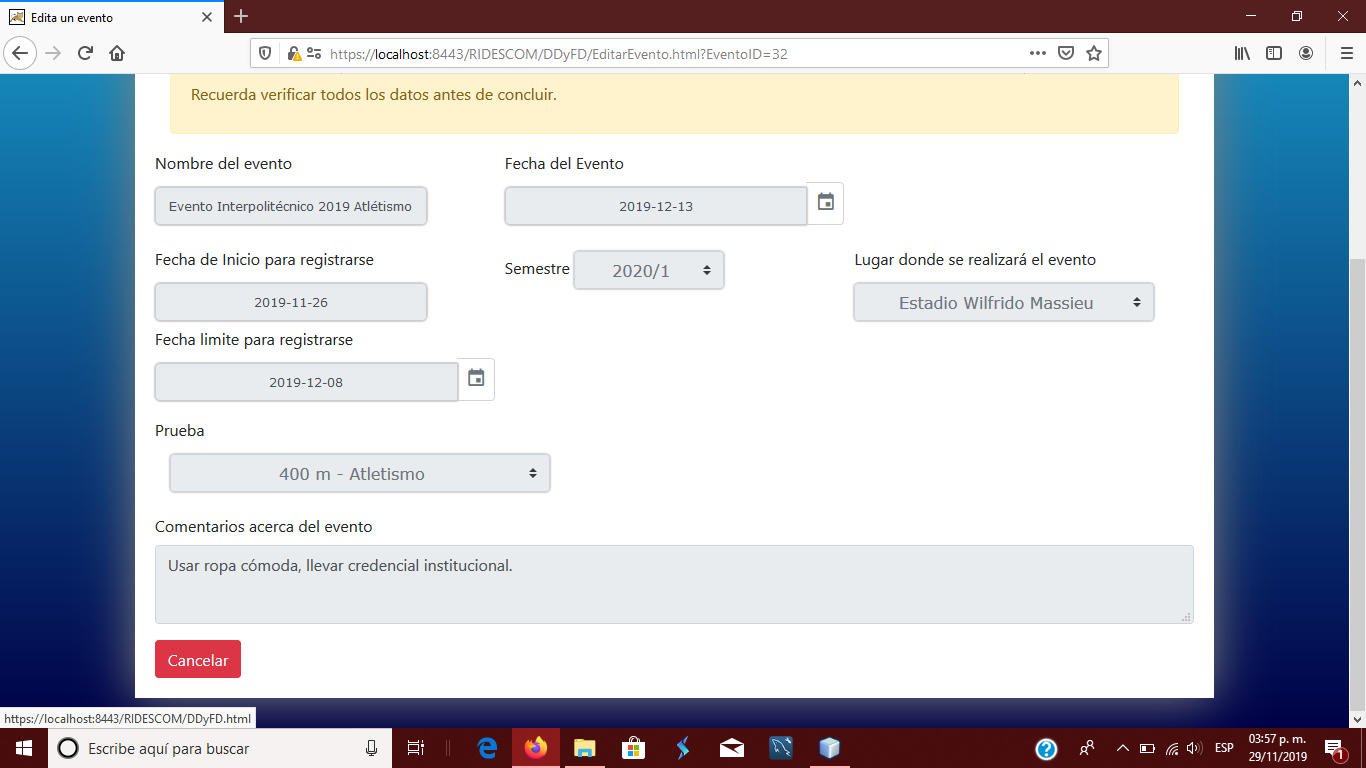 Edita un evento
https://localhost:8443/RIDESCOM/DDyFD/EditarEvento.html?EventoID=32
Recuerda verificar todos los datos antes de concluir.
Nombre del evento
Fecha del Evento
Evento Interpolitécnico 2019 Atlétismo
2019-12-13
Fecha de Inicio para registrarse
Semestre
2020/1
Lugar donde se realizará el evento
2019-11-26
Estadio Wilfrido Massieu
Fecha limite para registrarse
2019-12-08
Prueba
400 m - Atletismo
Comentarios acerca del evento
Usar ropa cómoda, llevar credencial institucional.
Cancelar
https://localhost:8443/RIDESCOM/DDyFD.html
Escribe aquí para buscar
ESP
03:57 p. m.
29/11/2019
1